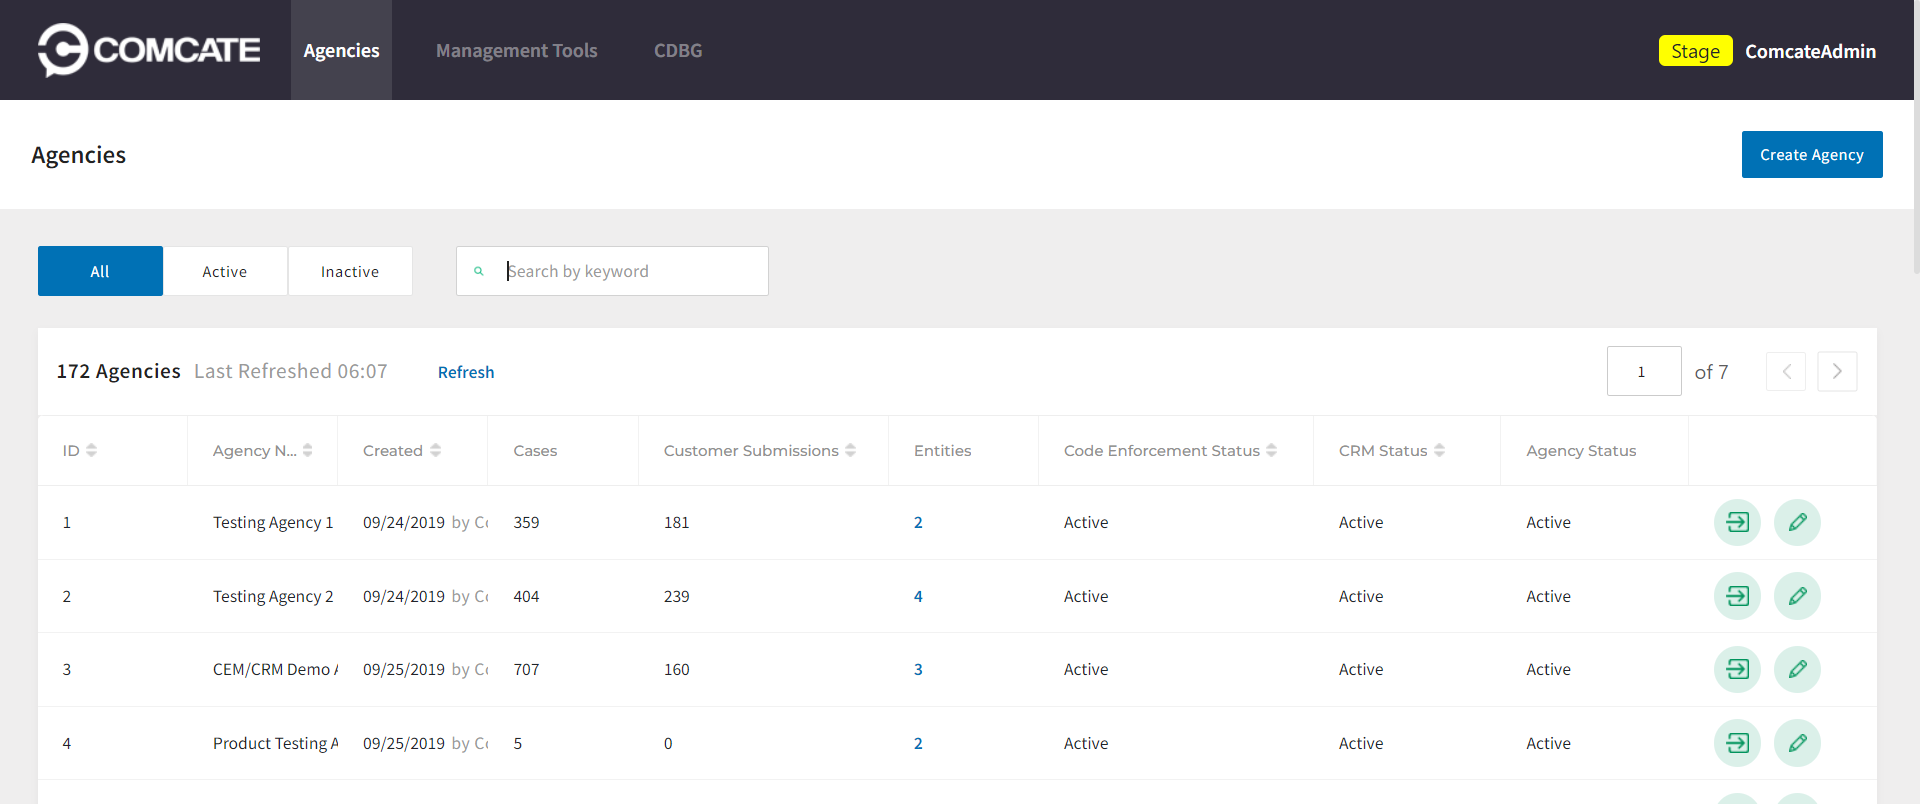 COMCATE Agencies Management Tools CDBG Stage ComcateAdmin
Agencies Create Agency
All Active Inactive Search by keyword
172 Agencies Last Refreshed 06:07 Refresh 1 of 7
ID Agency N... Created Cases Customer Submissions Entities Code Enforcement Status CRM Status Agency Status
1 Testing Agency 1 09/24/2019 by Co 359 181 2 Active Active Active
2 Testing Agency 2 09/24/2019 by Co 404 239 4 Active Active Active
3 CEM/CRM Demo A 09/25/2019 by Co 707 160 3 Active Active Active
4 Product Testing A 09/25/2019 by Co 5 0 2 Active Active Active